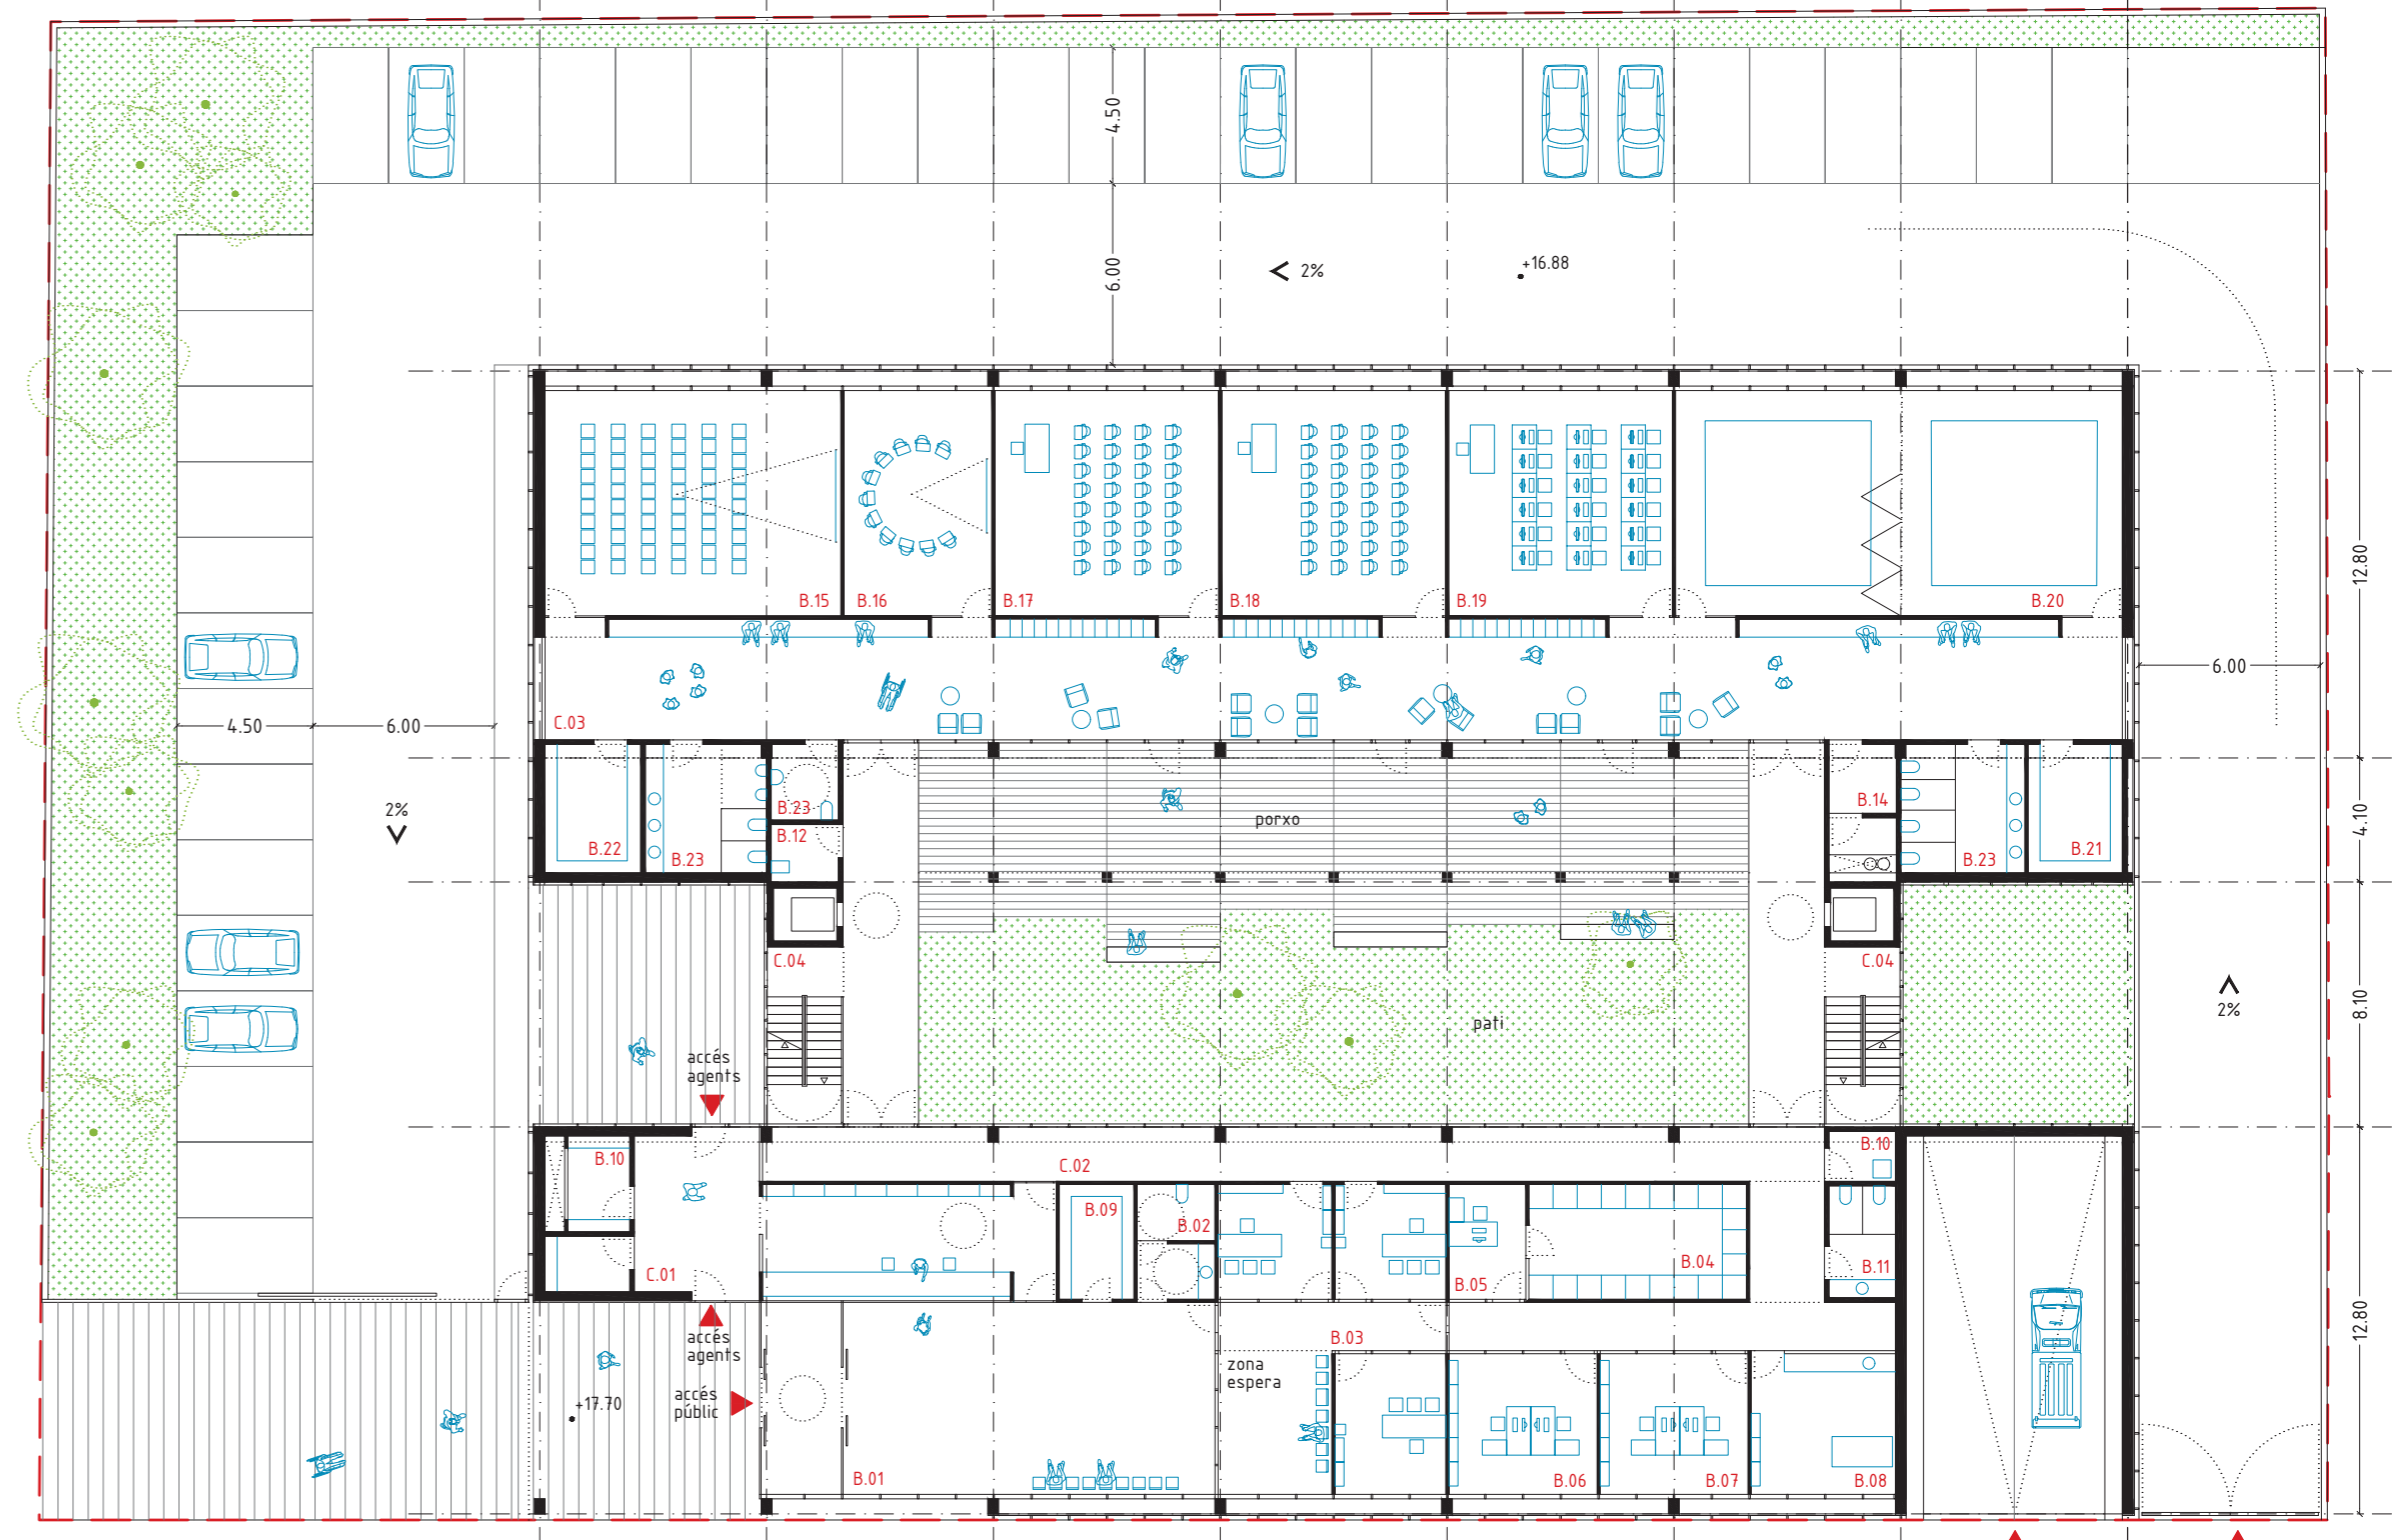 4.50
6.00
2%
+16.88
B.15
B.16
B.17
B.18
B.19
B.20
12.80
6.00
C.03
4.50
6.00
2%
B.23
B.12
B.22
B.23
porxo
B.14
B.23
B.21
4.10
C.04
C.04
pati
2%
8.10
accés
agents
B.10
C.02
B.10
B.09
B.02
B.04
B.05
B.11
C.01
accés
agents
B.03
12.80
zona
espera
accés
públic
+17.70
B.01
B.06
B.07
B.08